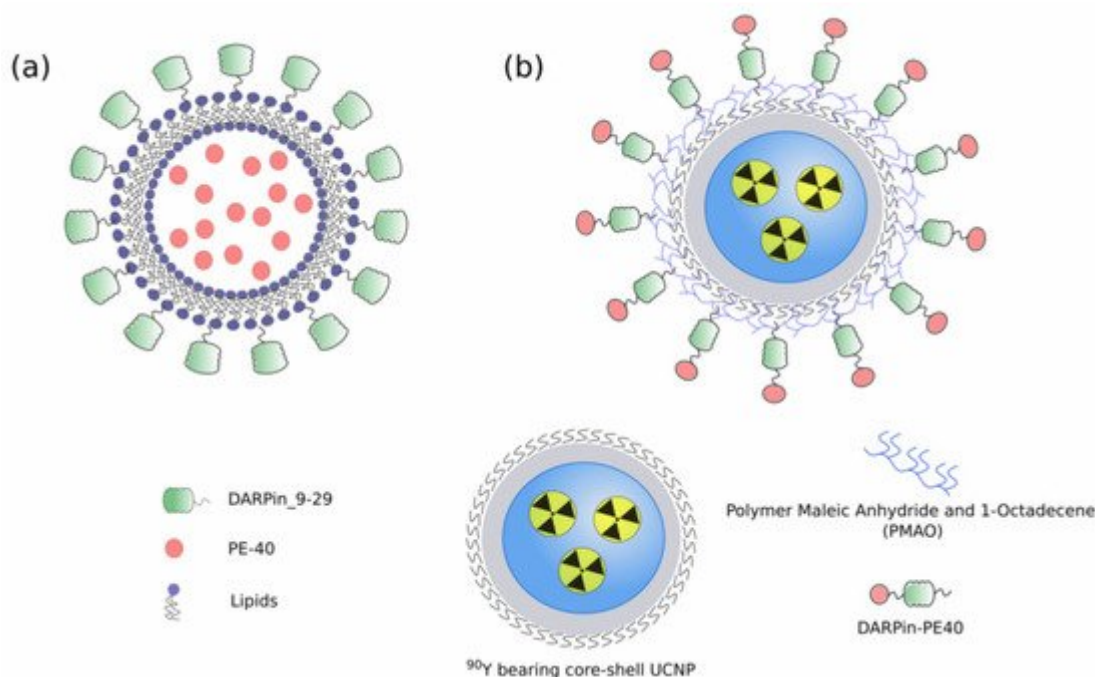 (a)
(b)
DARPin_9-29
PE-40
Lipids
⁹⁰Y bearing core-shell UCNP
Polymer Maleic Anhydride and 1-Octadecene
(PMAO)
DARPin-PE40